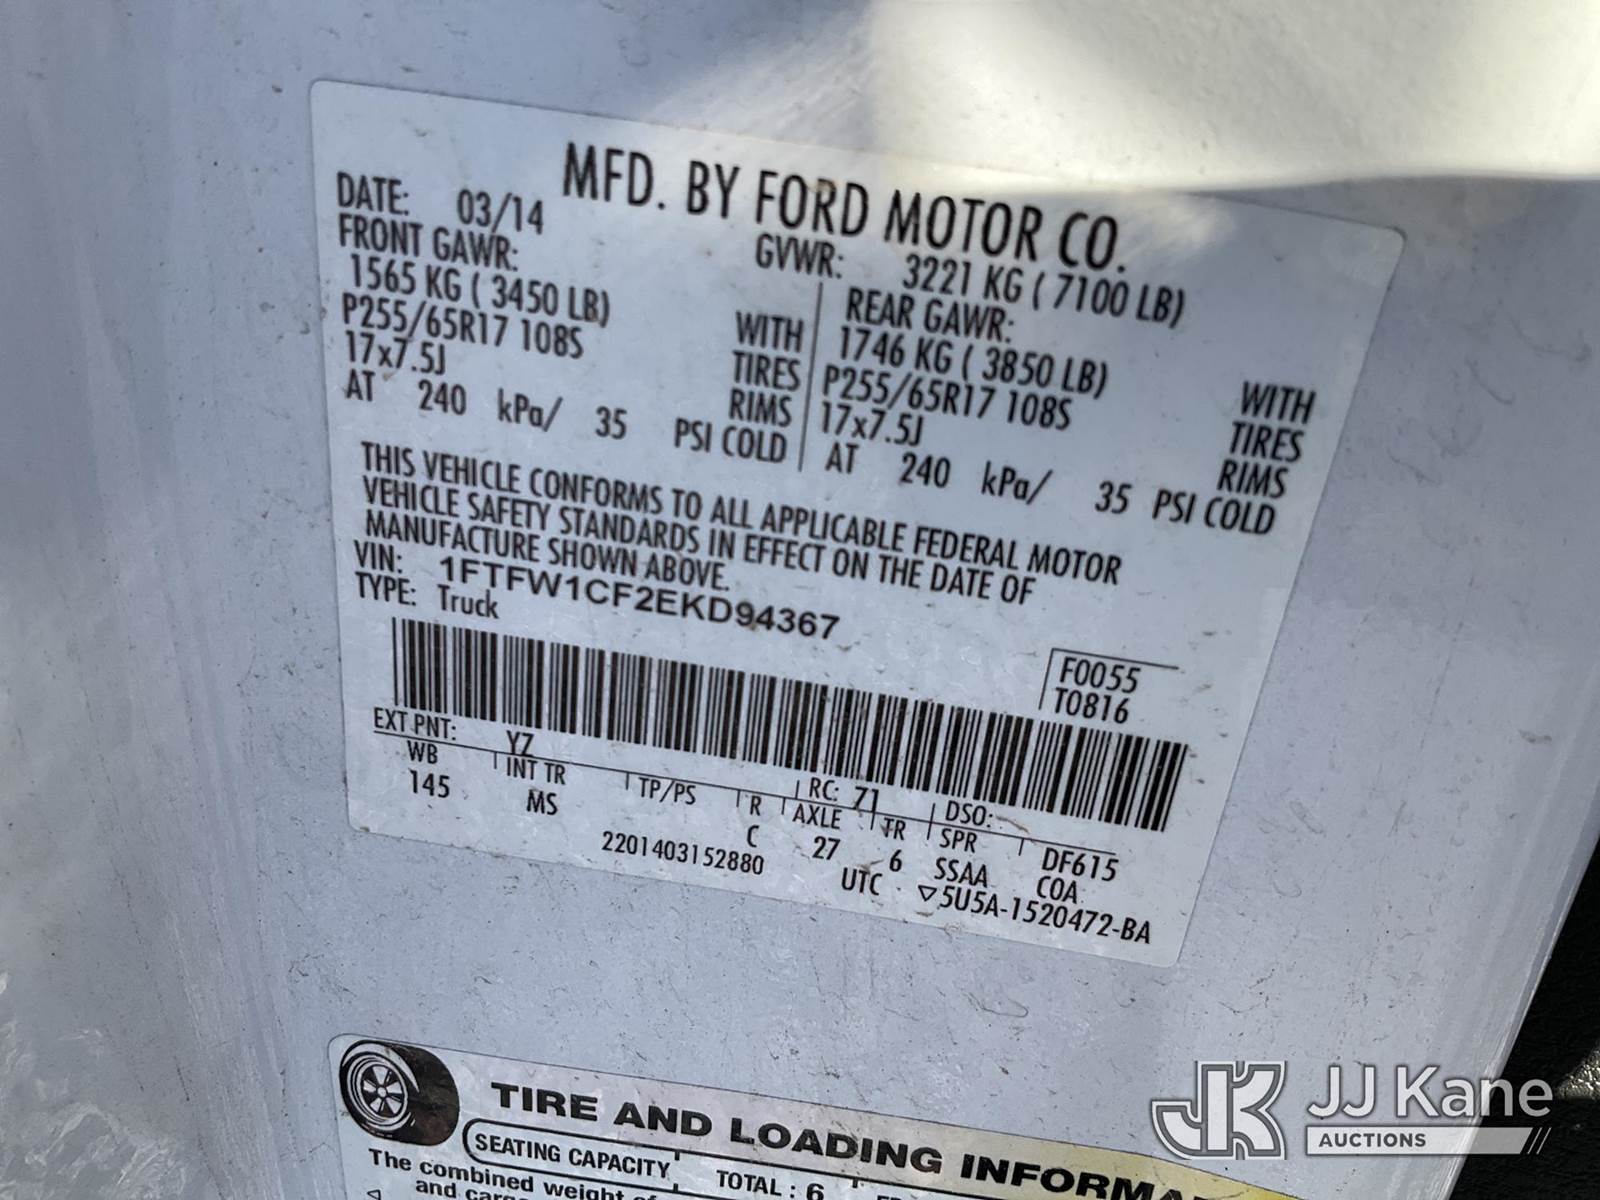 MFD. BY FORD MOTOR CO.
DATE: 03/14 GVWR: 3221 KG ( 7100 LB)
FRONT GAWR: REAR GAWR:
1565 KG ( 3450 LB) WITH 1746 KG ( 3850 LB) WITH
P255/65R17 108S TIRES P255/65R17 108S TIRES
17x7.5J RIMS 17x7.5J RIMS
AT 240 kPa/ 35 PSI COLD AT 240 kPa/ 35 PSI COLD
THIS VEHICLE CONFORMS TO ALL APPLICABLE FEDERAL MOTOR
VEHICLE SAFETY STANDARDS IN EFFECT ON THE DATE OF
MANUFACTURE SHOWN ABOVE.
VIN: 1FTFW1CF2EKD94367
TYPE: Truck
F0055
T0816
EXT PNT: YZ RC: 71 DSO:
WB INT TR TP/PS R AXLE TR SPR DF615
145 MS C 27 6 SSAA COA
2201403152880 UTC ▽5U5A-1520472-BA
TIRE AND LOADING INFORMA
SEATING CAPACITY TOTAL : 6
The combined weight of
and cargo
JJ Kane
AUCTIONS